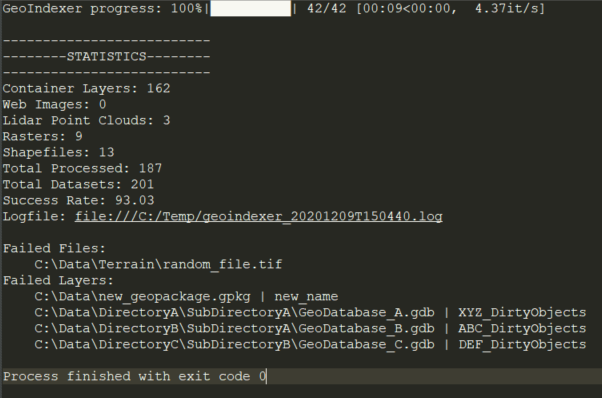 GeoIndexer progress: 100%|          | 42/42 [00:09<00:00,  4.37it/s]
--------------------------
--------STATISTICS--------
--------------------------
Container Layers: 162
Web Images: 0
Lidar Point Clouds: 3
Rasters: 9
Shapefiles: 13
Total Processed: 187
Total Datasets: 201
Success Rate: 93.03
Logfile: file:///C:/Temp/geoindexer_20201209T150440.log
Failed Files:
    C:\Data\Terrain\random_file.tif
Failed Layers:
    C:\Data\new_geopackage.gpkg | new_name
    C:\Data\DirectoryA\SubDirectoryA\GeoDatabase_A.gdb | XYZ_DirtyObjects
    C:\Data\DirectoryB\SubDirectoryA\GeoDatabase_B.gdb | ABC_DirtyObjects
    C:\Data\DirectoryC\SubDirectoryB\GeoDatabase_C.gdb | DEF_DirtyObjects
Process finished with exit code 0